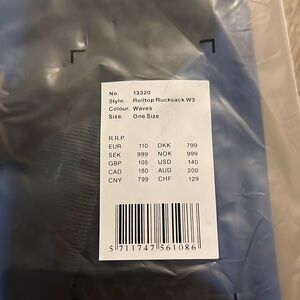 No. 13320
Style. Rolltop Rucksack W3
Colour. Waves
Size. One Size
R.R.P.
EUR 110 DKK 799
SEK 999 NOK 999
GBP 105 USD 140
CAD 180 AUD 200
CNY 799 CHF 129
5 711747 561086